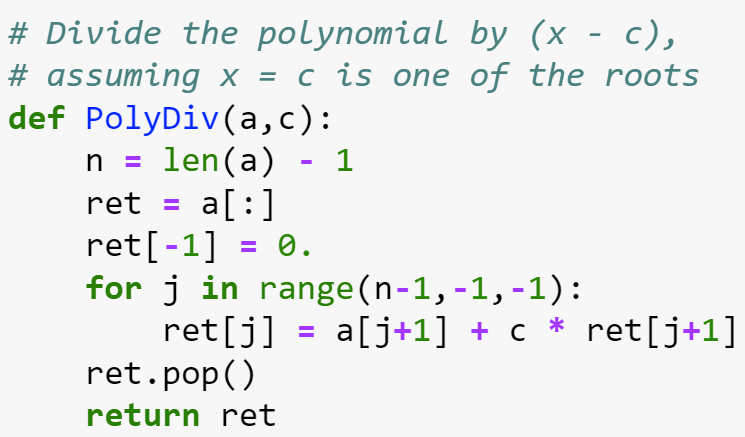 # Divide the polynomial by (x - c),
# assuming x = c is one of the roots
def PolyDiv(a,c):
    n = len(a) - 1
    ret = a[:]
    ret[-1] = 0.
    for j in range(n-1,-1,-1):
        ret[j] = a[j+1] + c * ret[j+1]
    ret.pop()
    return ret